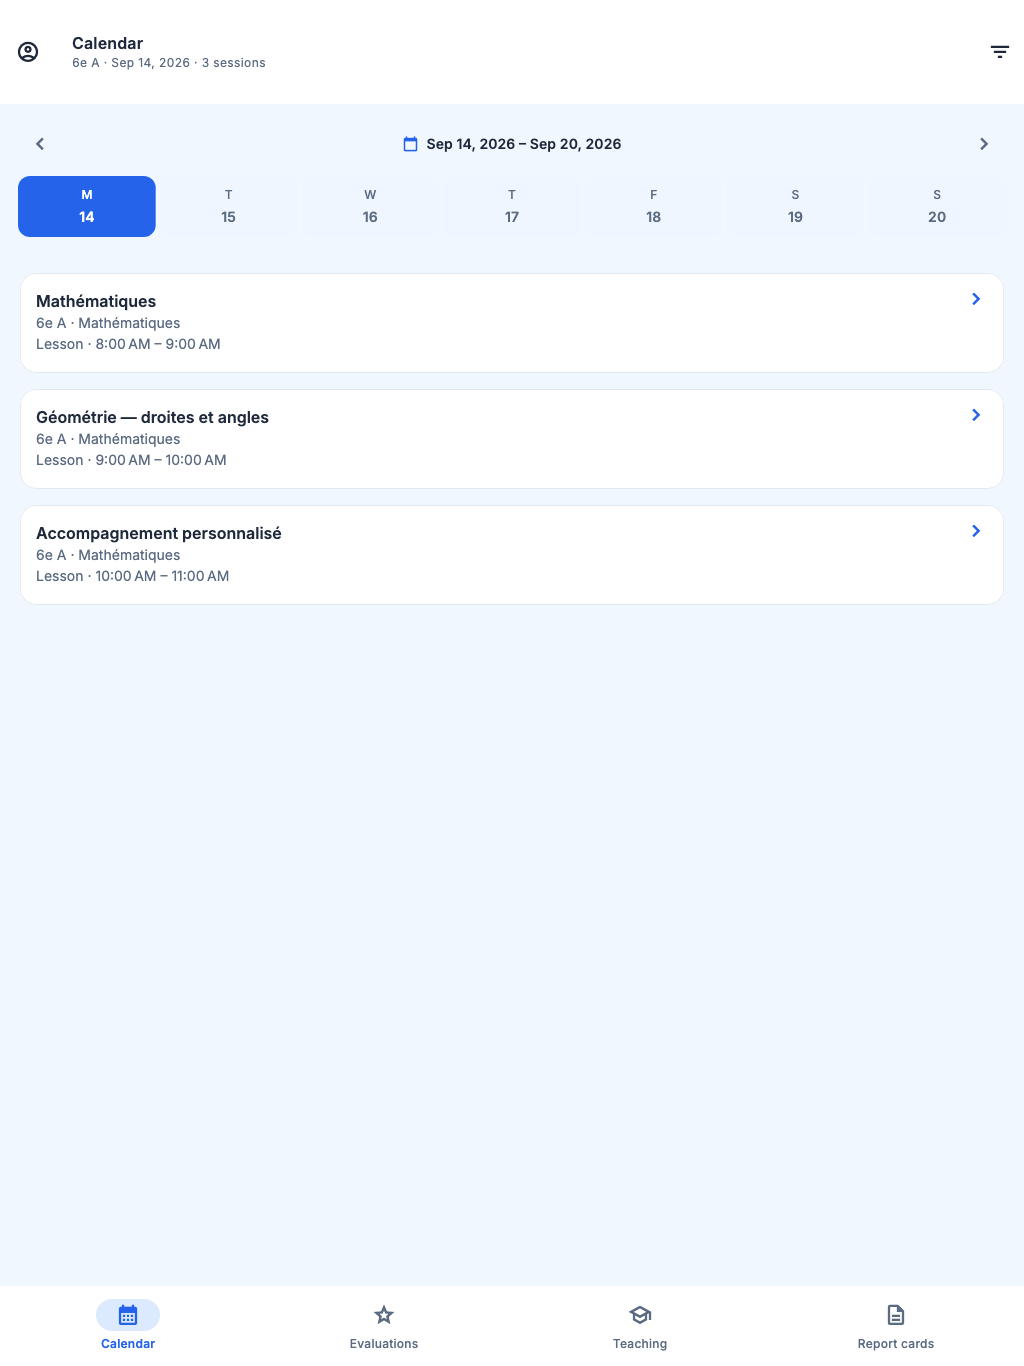 Calendar
6e A · Sep 14, 2026 · 3 sessions
Sep 14, 2026 – Sep 20, 2026
M T W T F S S
14 15 16 17 18 19 20
Mathématiques
6e A · Mathématiques
Lesson · 8:00 AM – 9:00 AM
Géométrie — droites et angles
6e A · Mathématiques
Lesson · 9:00 AM – 10:00 AM
Accompagnement personnalisé
6e A · Mathématiques
Lesson · 10:00 AM – 11:00 AM
Calendar Evaluations Teaching Report cards